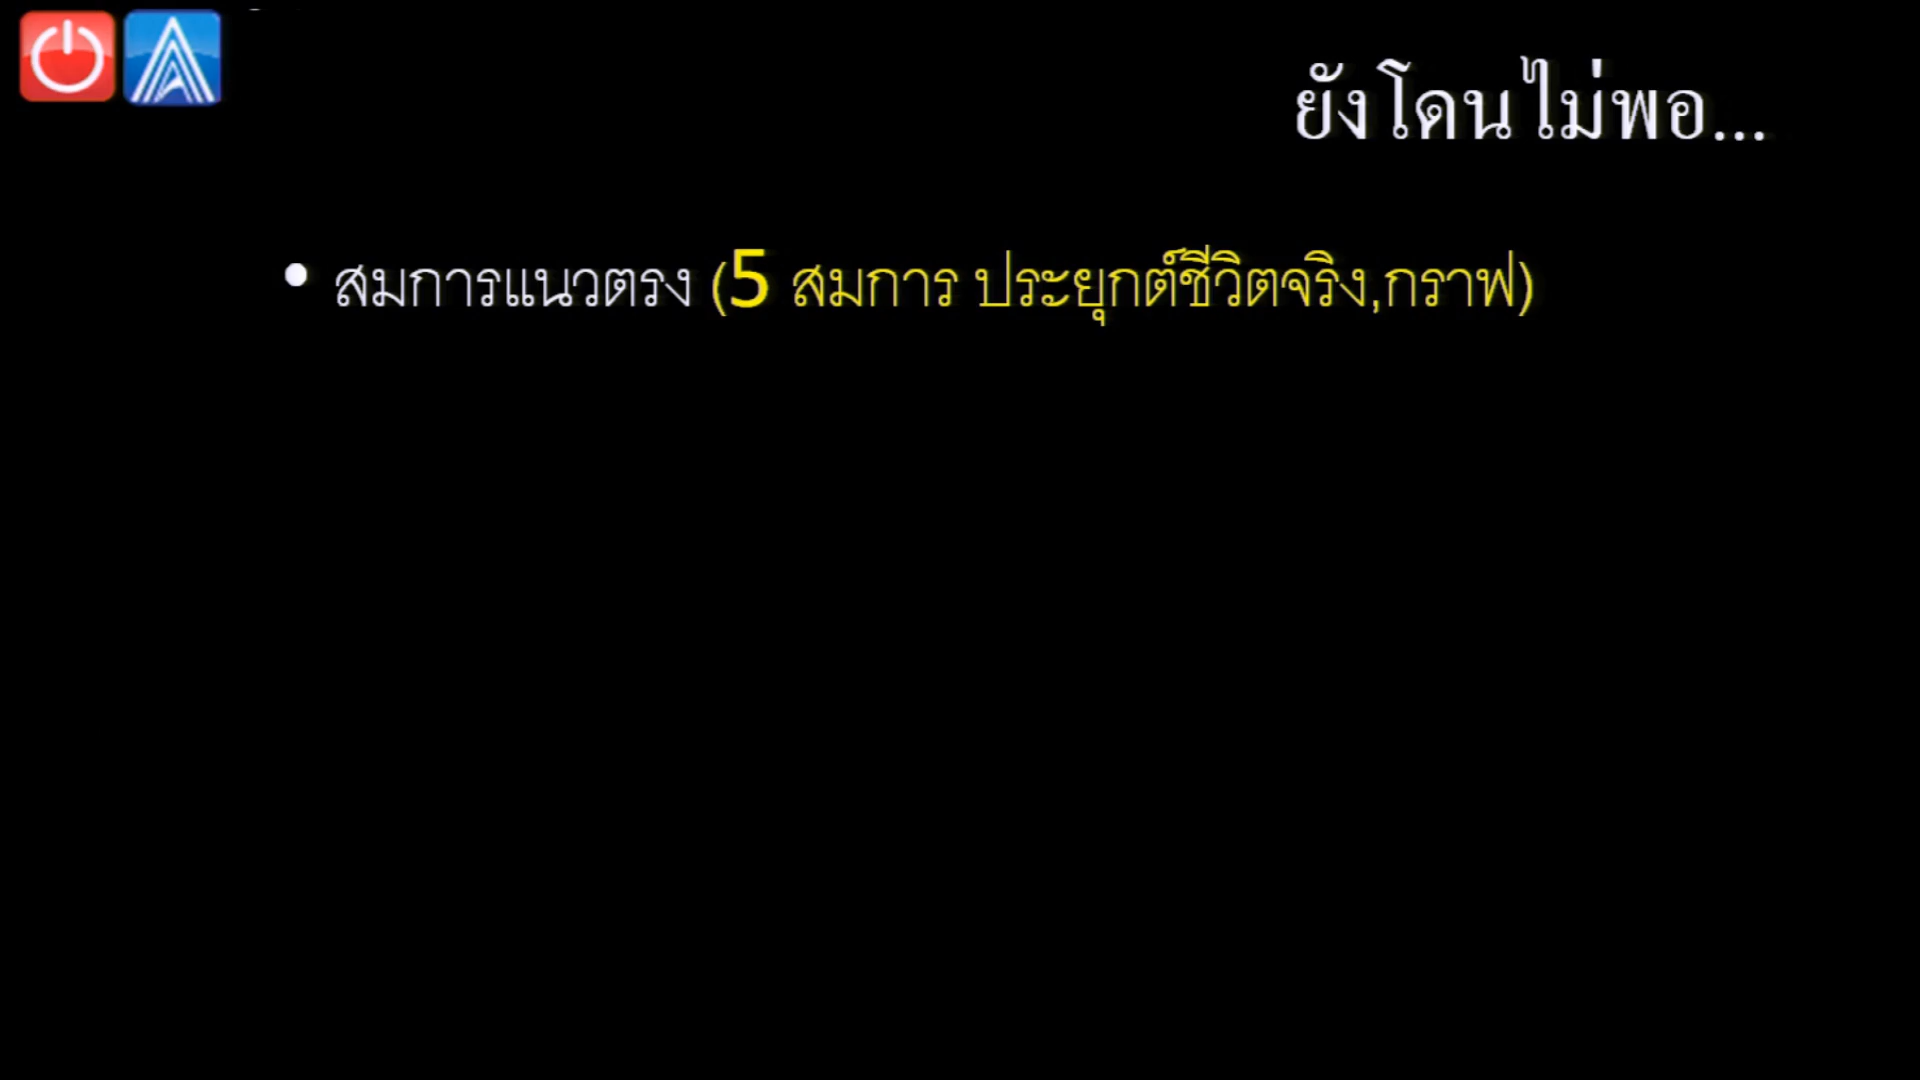 ยังโดนไม่พอ...
• สมการแนวตรง (5 สมการ ประยุกต์ชีวิตจริง,กราฟ)